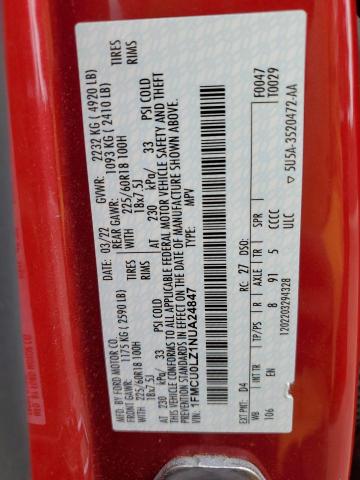 MFD. BY FORD MOTOR CO.
DATE: 03/22 GVWR: 2232 KG ( 4920 LB)
FRONT GAWR: 1175 KG ( 2590 LB) 1093 KG ( 2410 LB)
WITH 225/60R18 100H TIRES WITH 225/60R18 100H TIRES
18x7.5J RIMS 18x7.5J RIMS
AT 230 kPa/ 33 PSI COLD AT 230 kPa/ 33 PSI COLD
THIS VEHICLE CONFORMS TO ALL APPLICABLE FEDERAL MOTOR VEHICLE SAFETY AND THEFT
PREVENTION STANDARDS IN EFFECT ON THE DATE OF MANUFACTURE SHOWN ABOVE.
VIN: 1FMCU0LZ1NUA24847
TYPE: MPV F0047
F0029
EXT PNT: D4 RC: 27 DSO:
WB INT TR TP/PS R AXLE TR SPR
106 EN 8 91 5 CCCC
ULC
1202203294328 5U5A-3520472-AA